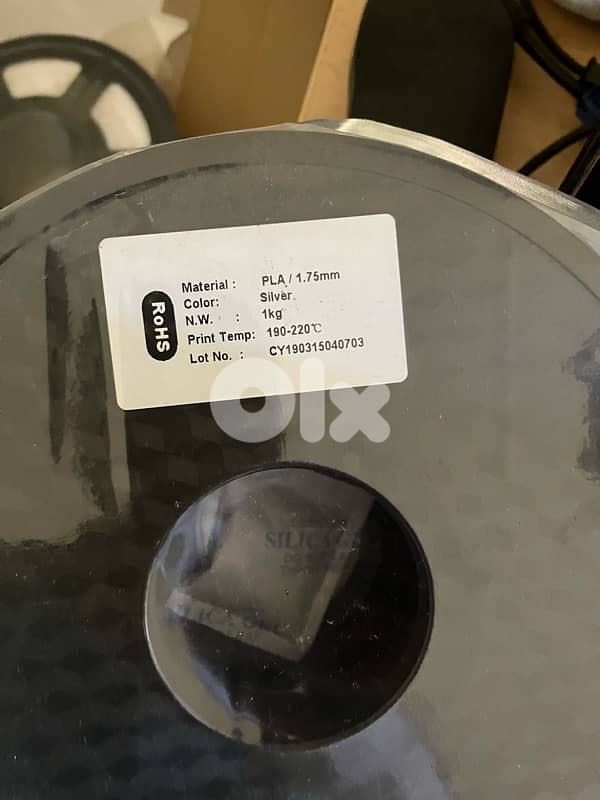 RoHS
Material : PLA / 1.75mm
Color: Silver.
N.W. : 1kg
Print Temp: 190-220℃
Lot No. : CY190315040703
OLX
SILICA